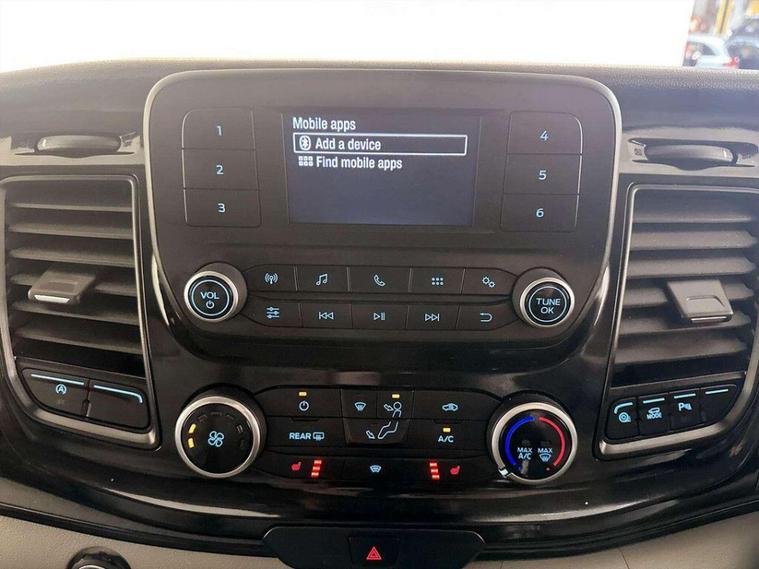 Mobile apps
Add a device
Find mobile apps
1
2
3
4
5
6
VOL
TUNE
OK
REAR
A/C
MAX
A/C
MAX
MODE
P
A